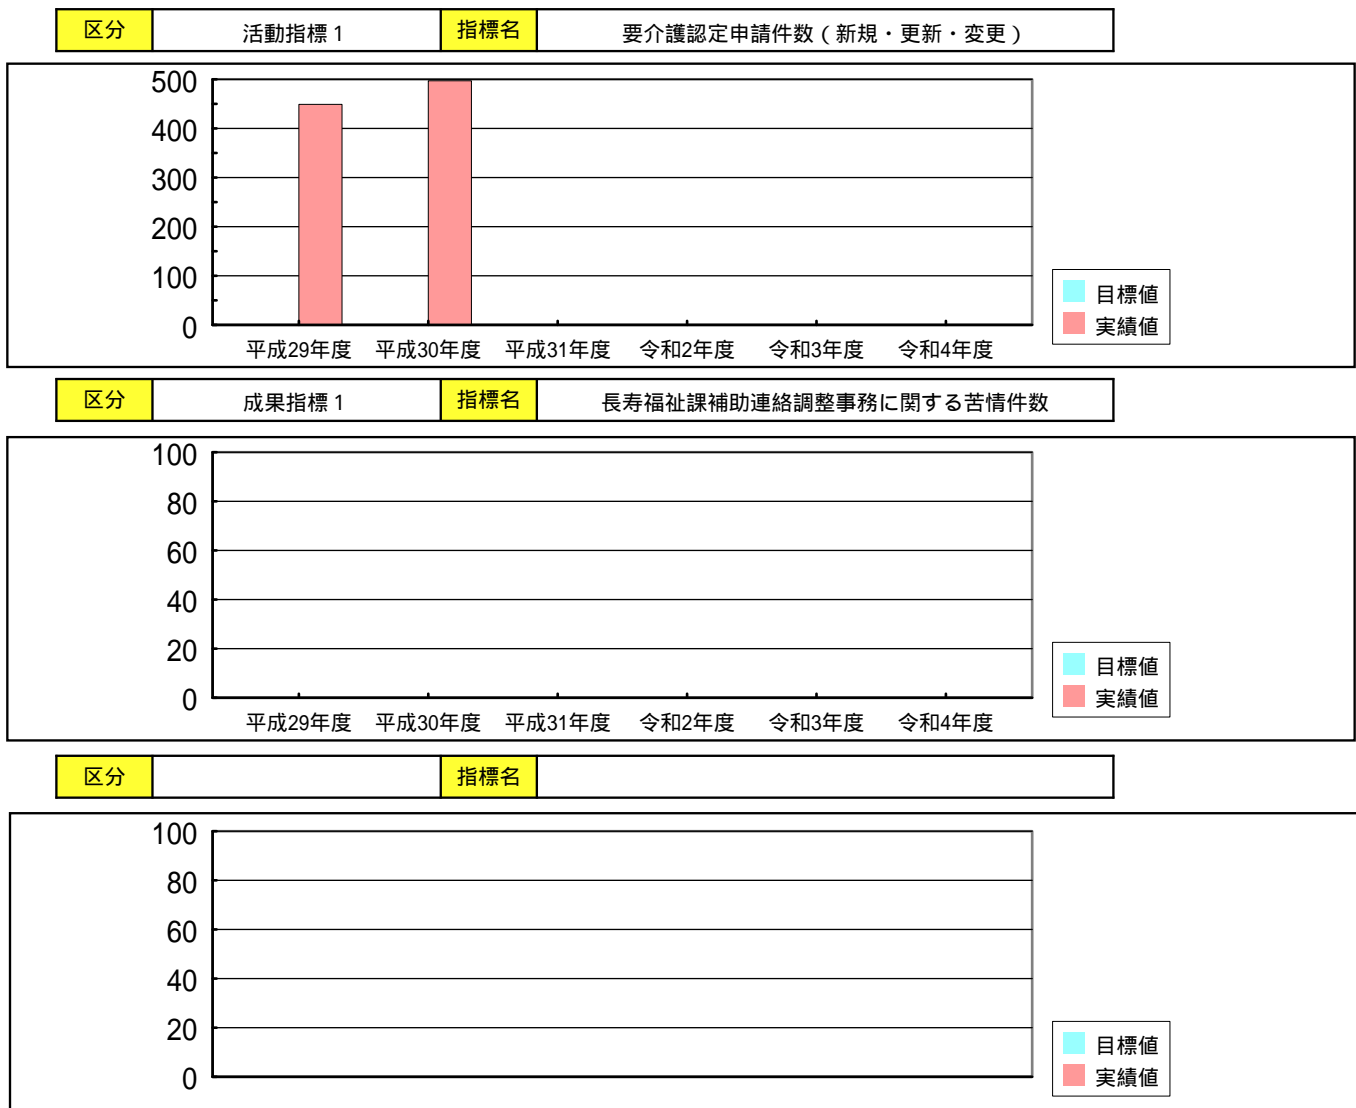 区分 活動指標１ 指標名 要介護認定申請件数（新規・更新・変更）
500
400
300
200
100
0
平成29年度 平成30年度 平成31年度 令和2年度 令和3年度 令和4年度
目標値
実績値
区分 成果指標１ 指標名 長寿福祉課補助連絡調整事務に関する苦情件数
100
80
60
40
20
0
平成29年度 平成30年度 平成31年度 令和2年度 令和3年度 令和4年度
目標値
実績値
区分 指標名
100
80
60
40
20
0
目標値
実績値